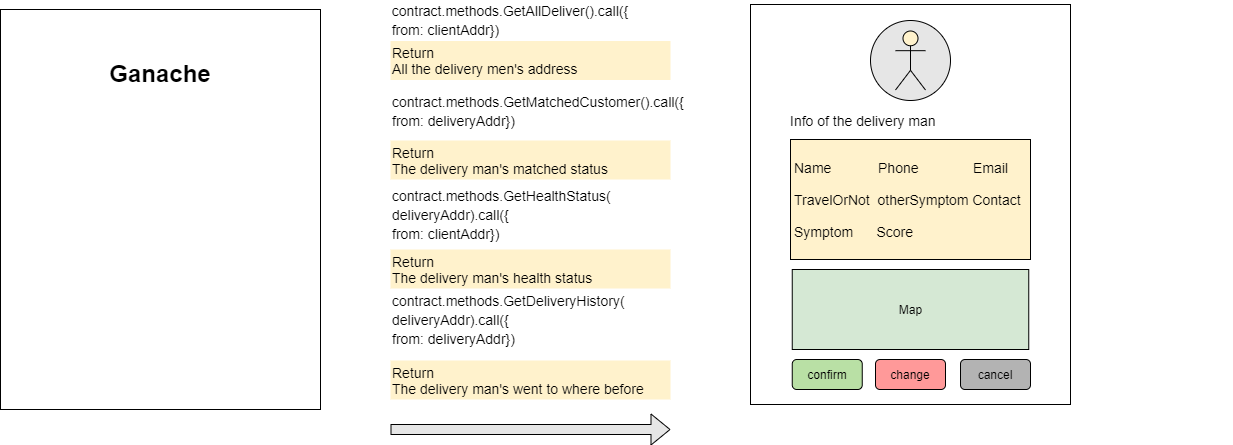 Ganache
contract.methods.GetAllDeliver().call({
from: clientAddr})
Return
All the delivery men's address
contract.methods.GetMatchedCustomer().call({
from: deliveryAddr})
Return
The delivery man's matched status
contract.methods.GetHealthStatus(
deliveryAddr).call({
from: clientAddr})
Return
The delivery man's health status
contract.methods.GetDeliveryHistory(
deliveryAddr).call({
from: deliveryAddr})
Return
The delivery man's went to where before
Info of the delivery man
Name Phone Email
TravelOrNot otherSymptom Contact
Symptom Score
Map
confirm change cancel